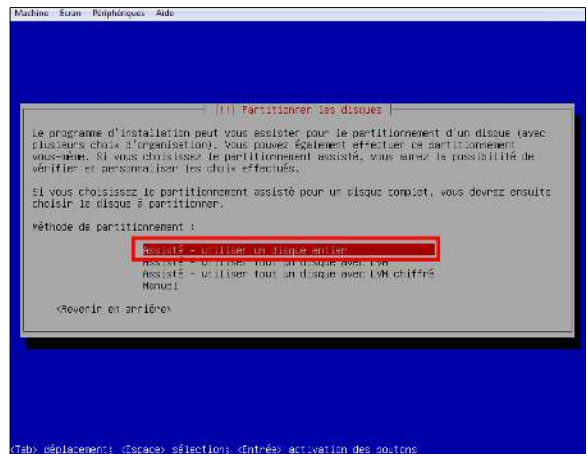 Machine Écran Périphériques Aide
[!!] Partitionner les disques
Le programme d'installation peut vous assister pour le partitionnement d'un disque (avec
plusieurs choix d'organisation). Vous pouvez également effectuer ce partitionnement
vous-même. Si vous choisissez le partitionnement assisté, vous aurez la possibilité de
vérifier et personnaliser les choix effectués.
Si vous choisissez le partitionnement assisté pour un disque complet, vous devrez ensuite
choisir le disque à partitionner.
Méthode de partitionnement :
Assisté - utiliser un disque entier
Assisté - utiliser tout un disque avec LVM
Assisté - utiliser tout un disque avec LVM chiffré
Manuel
<Revenir en arrière>
<Tab> déplacement; <Espace> sélection; <Entrée> activation des boutons